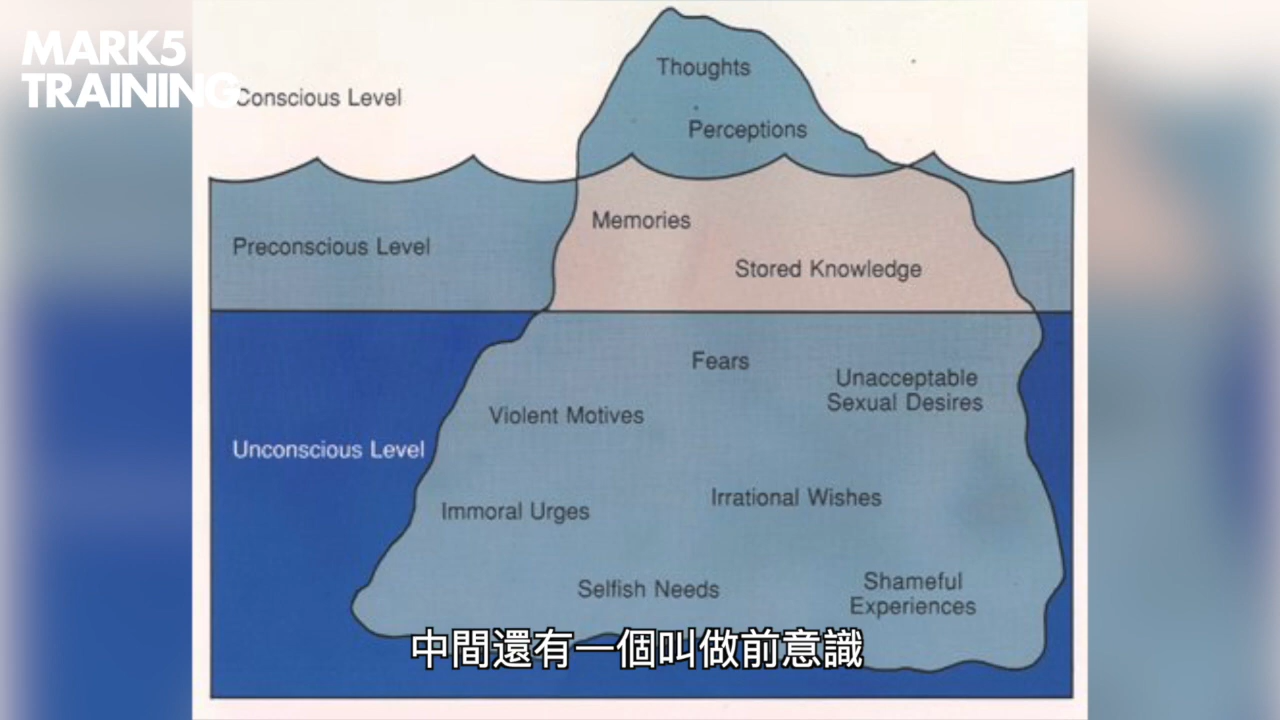 MARK5
TRAINING
Conscious Level
Thoughts
Perceptions
Preconscious Level
Memories
Stored Knowledge
Unconscious Level
Fears
Unacceptable
Sexual Desires
Violent Motives
Irrational Wishes
Immoral Urges
Selfish Needs
Shameful
Experiences
中間還有一個叫做前意識